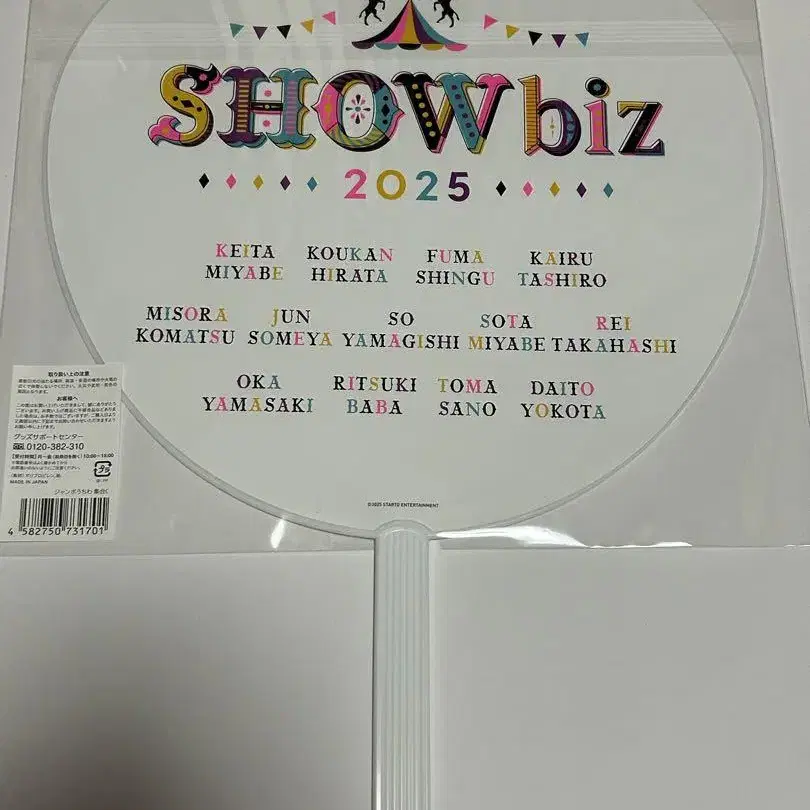 SHOW biz
2025
KEITA KOUKAN FUMA KAIRU
MIYABE HIRATA SHINGU TASHIRO
MISORA JUN SO SOTA REI
KOMATSU SOMEYA YAMAGISHI MIYABE TAKAHASHI
OKA RITSUKI TOMA DAITO
YAMASAKI BABA SANO YOKOTA
©2025 STARTO ENTERTAINMENT
取り扱い上の注意
お客様へ
グッズサポートセンター
0120-382-310
MADE IN JAPAN
ジャンボうちわ 集合C
4 582750 731701